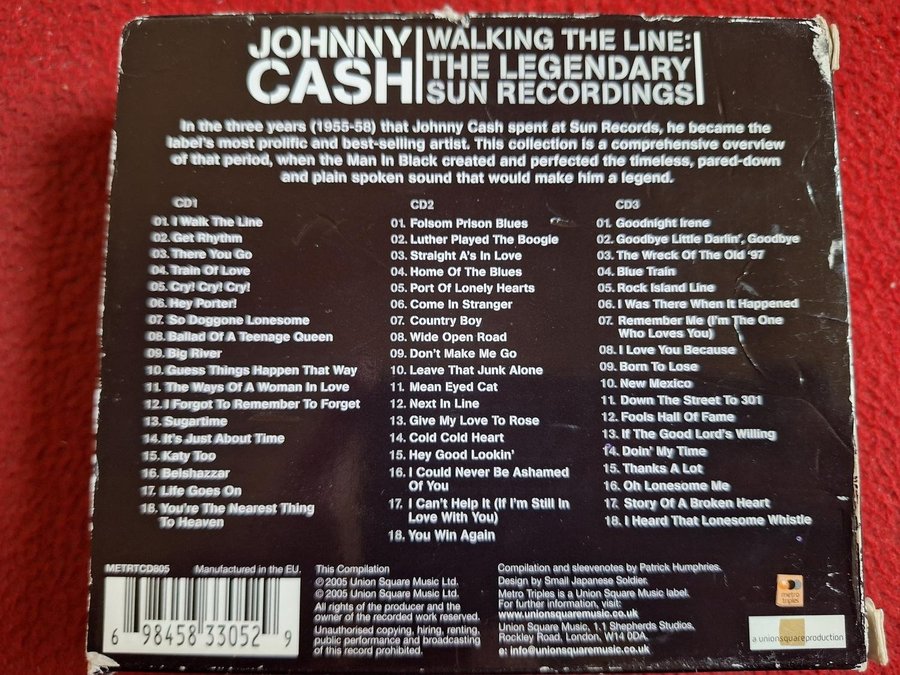 JOHNNY CASH
WALKING THE LINE:
THE LEGENDARY
SUN RECORDINGS
In the three years (1955-58) that Johnny Cash spent at Sun Records, he became the
label's most prolific and best-selling artist. This collection is a comprehensive overview
of that period, when the Man In Black created and perfected the timeless, pared-down
and plain spoken sound that would make him a legend.
CD1
01. I Walk The Line
02. Get Rhythm
03. There You Go
04. Train Of Love
05. Cry! Cry! Cry!
06. Hey Porter!
07. So Doggone Lonesome
08. Ballad Of A Teenage Queen
09. Big River
10. Guess Things Happen That Way
11. The Ways Of A Woman In Love
12. I Forgot To Remember To Forget
13. Sugartime
14. It's Just About Time
15. Katy Too
16. Belshazzar
17. Life Goes On
18. You're The Nearest Thing
To Heaven
CD2
01. Folsom Prison Blues
02. Luther Played The Boogie
03. Straight A's In Love
04. Home Of The Blues
05. Port Of Lonely Hearts
06. Come In Stranger
07. Country Boy
08. Wide Open Road
09. Don't Make Me Go
10. Leave That Junk Alone
11. Mean Eyed Cat
12. Next In Line
13. Give My Love To Rose
14. Cold Cold Heart
15. Hey Good Lookin'
16. I Could Never Be Ashamed
Of You
17. I Can't Help It (If I'm Still In
Love With You)
18. You Win Again
CD3
01. Goodnight Irene
02. Goodbye Little Darlin', Goodbye
03. The Wreck Of The Old '97
04. Blue Train
05. Rock Island Line
06. I Was There When It Happened
07. Remember Me (I'm The One
Who Loves You)
08. I Love You Because
09. Born To Lose
10. New Mexico
11. Down The Street To 301
12. Fools Hall Of Fame
13. If The Good Lord's Willing
14. Doin' My Time
15. Thanks A Lot
16. Oh Lonesome Me
17. Story Of A Broken Heart
18. I Heard That Lonesome Whistle
METRTCD805 Manufactured in the EU.
6 98458 33052 9
This Compilation
℗ 2005 Union Square Music Ltd.
© 2005 Union Square Music Ltd.
All rights of the producer and the
owner of the recorded work reserved.
Unauthorised copying, hiring, renting,
public performance and broadcasting
of this record prohibited.
Compilation and sleevenotes by Patrick Humphries.
Design by Small Japanese Soldier.
Metro Triples is a Union Square Music label.
For further information, visit:
www.unionsquaremusic.co.uk
Union Square Music, 1.1 Shepherds Studios,
Rockley Road, London, W14 0DA.
e: info@unionsquaremusic.co.uk
metro
triples
a unionsquareproduction